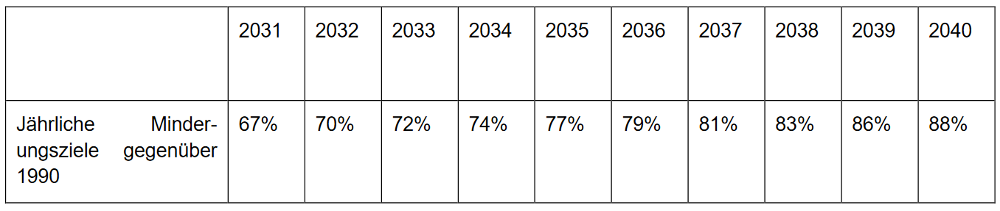 2031 2032 2033 2034 2035 2036 2037 2038 2039 2040
Jährliche Minder- 67% 70% 72% 74% 77% 79% 81% 83% 86% 88%
ungsziele gegenüber
1990